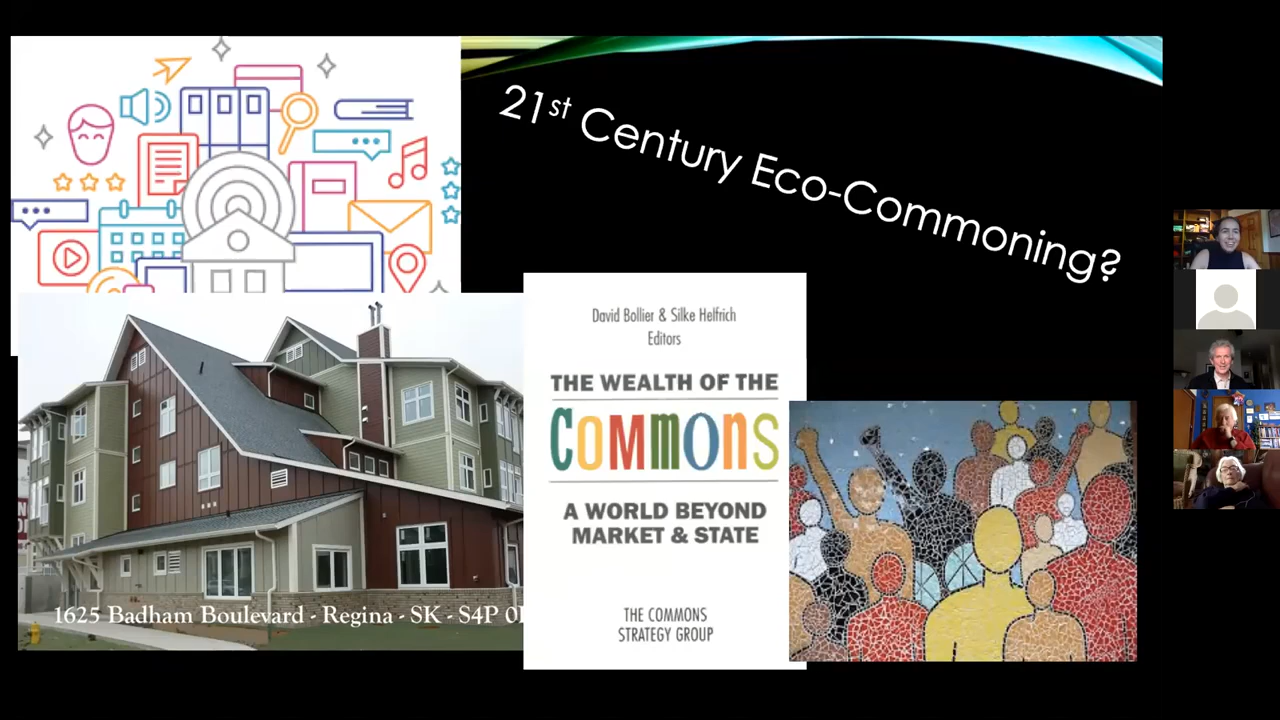 21st Century Eco-Commoning?
David Bollier & Silke Helfrich
Editors
THE WEALTH OF THE
COMMONS
A WORLD BEYOND
MARKET & STATE
THE COMMONS
STRATEGY GROUP
1625 Badham Boulevard - Regina - SK - S4P